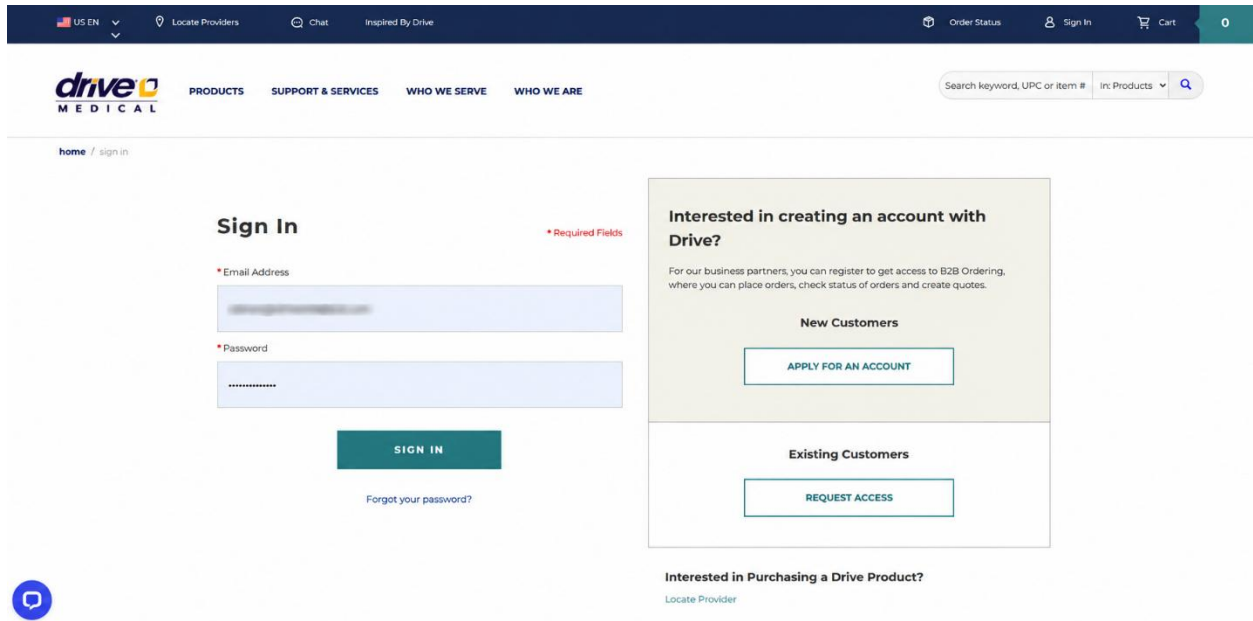 US EN
Locate Providers
Chat
Inspired By Drive
Order Status
Sign In
Cart
0
drive
MEDICAL
PRODUCTS
SUPPORT & SERVICES
WHO WE SERVE
WHO WE ARE
Search keyword, UPC or item #
In: Products
home / sign in
Sign In
* Required Fields
* Email Address
* Password
SIGN IN
Forgot your password?
Interested in creating an account with
Drive?
For our business partners, you can register to get access to B2B Ordering,
where you can place orders, check status of orders and create quotes.
New Customers
APPLY FOR AN ACCOUNT
Existing Customers
REQUEST ACCESS
Interested in Purchasing a Drive Product?
Locate Provider